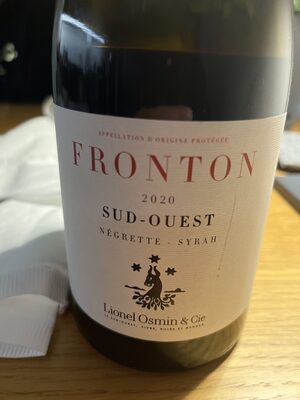 APPELLATION D'ORIGINE PROTÉGÉE
FRONTON
2020
SUD-OUEST
NÉGRETTE - SYRAH
Lionel Osmin & Cie